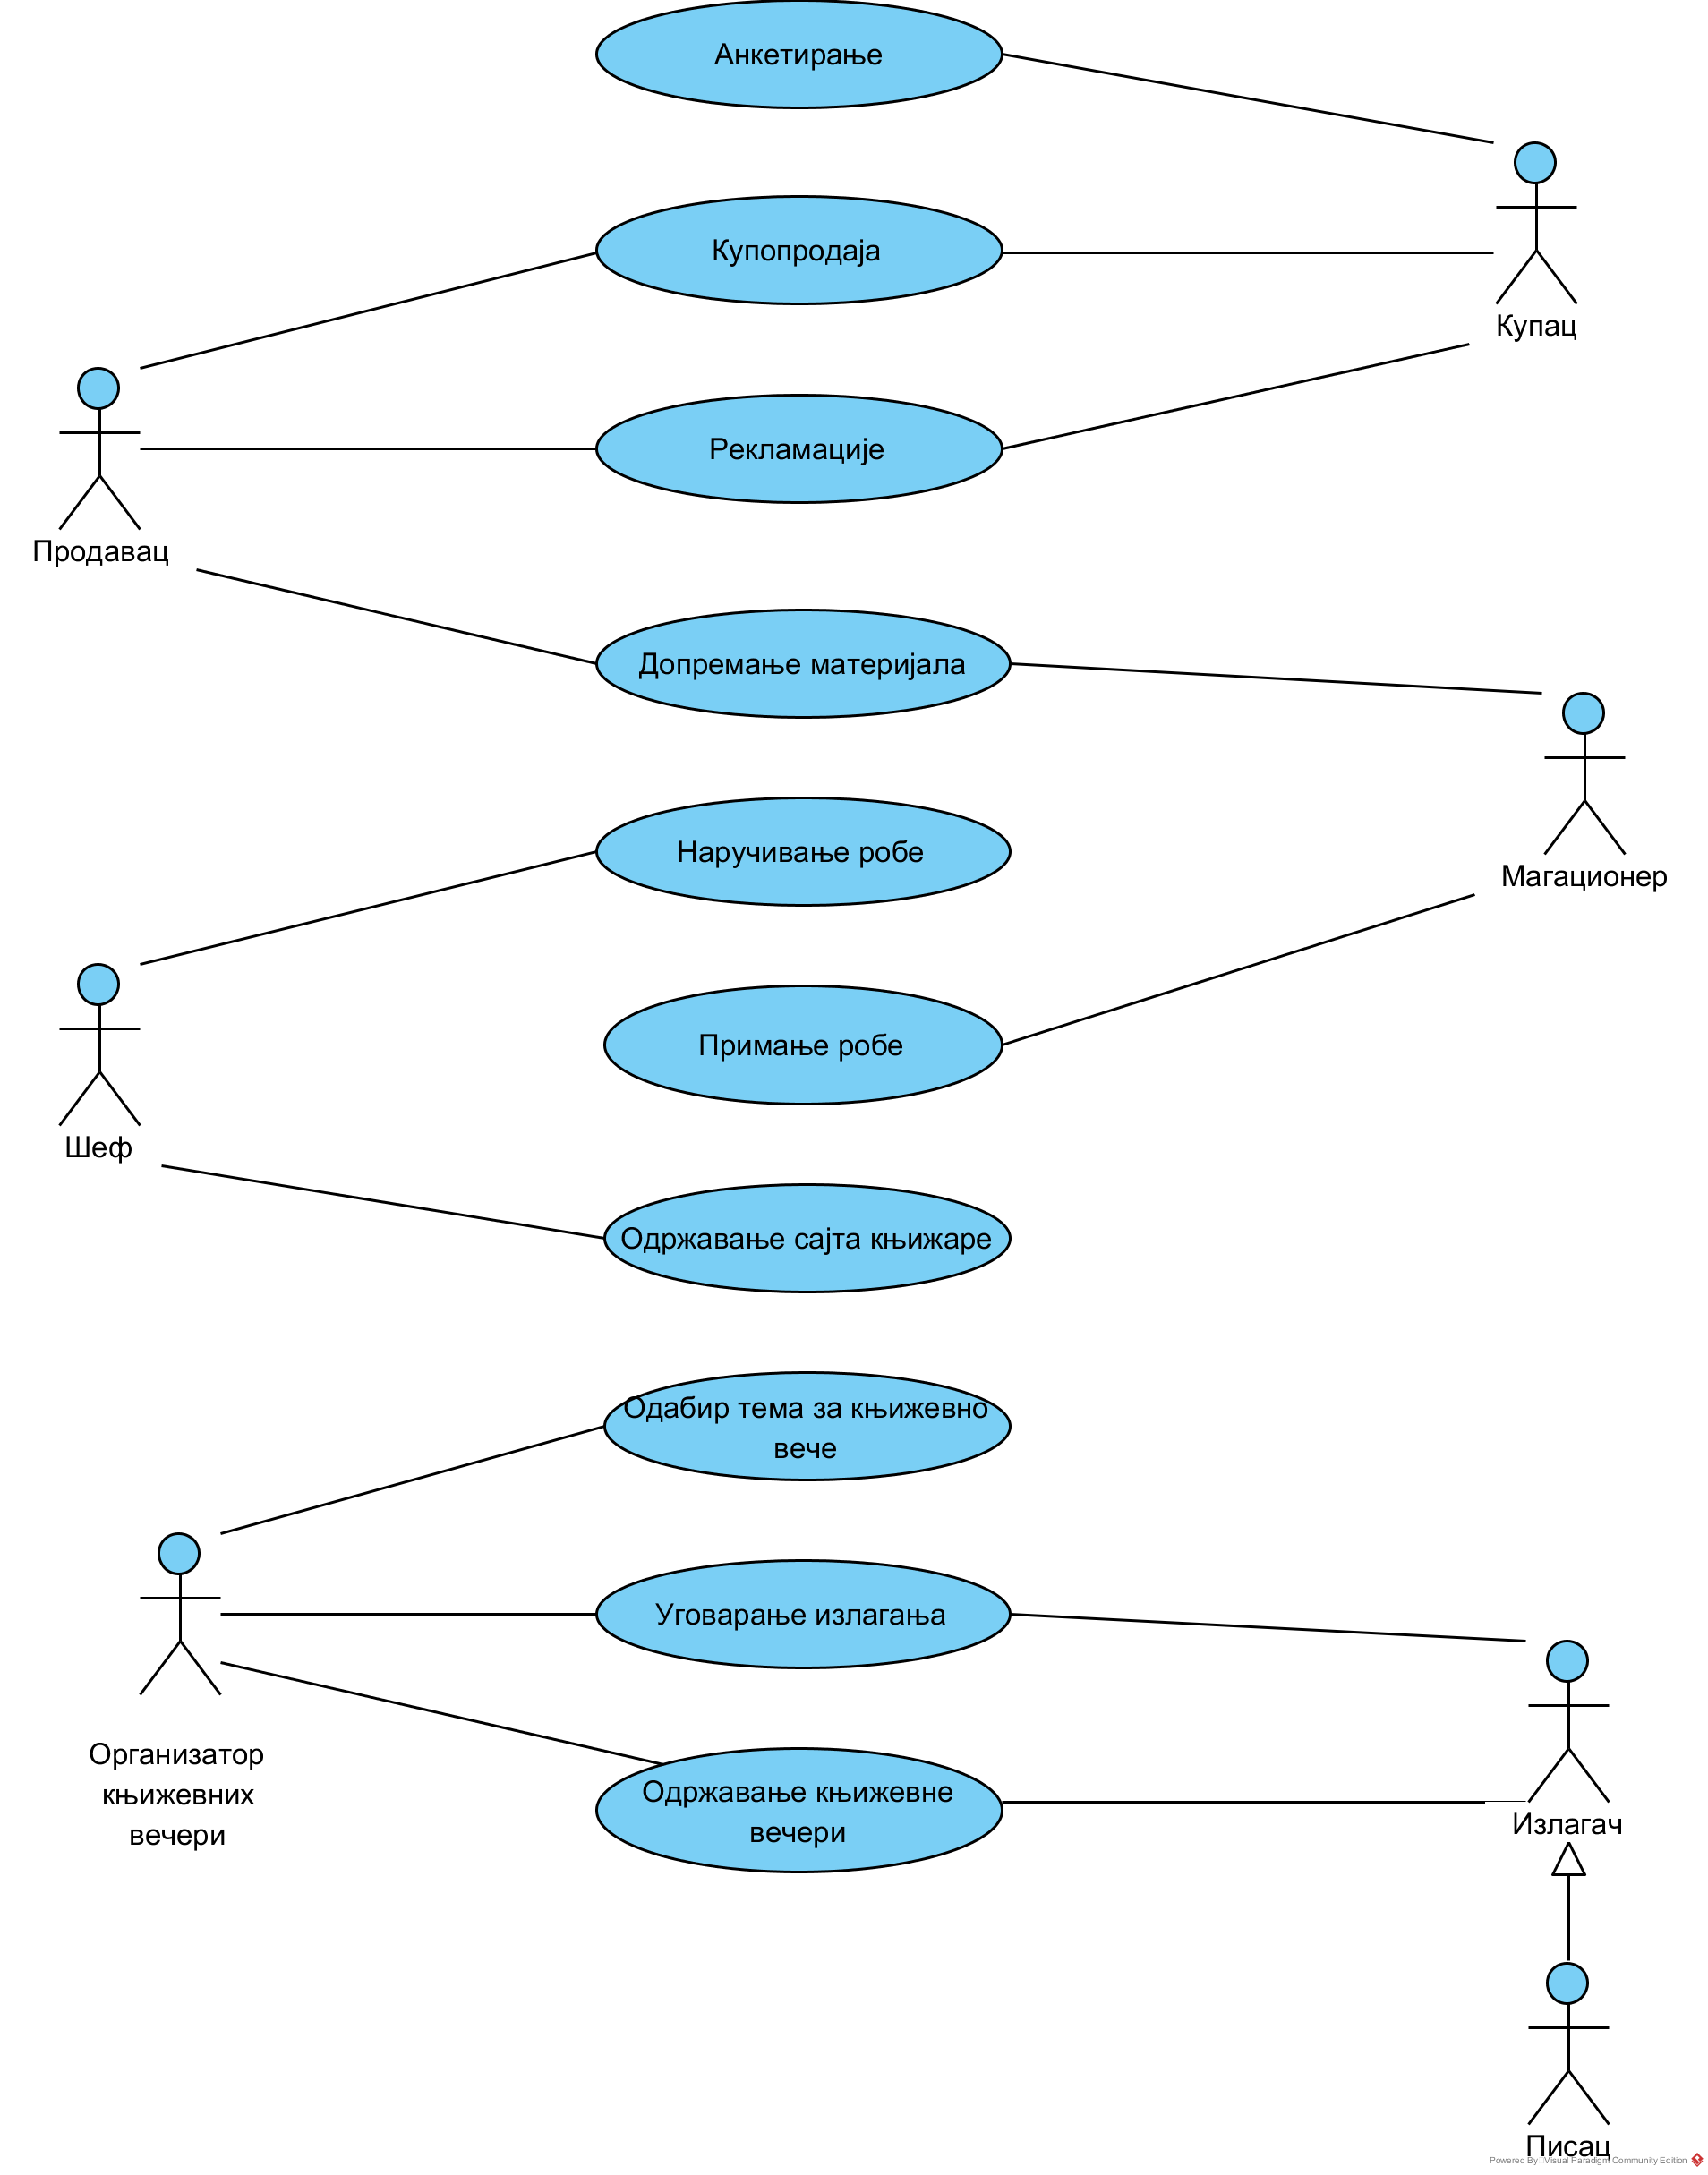 Анкетирање
Купопродаја
Купац
Рекламације
Продавац
Допремање материјала
Наручивање робе
Магационер
Примање робе
Шеф
Одржавање сајта књижаре
Одабир тема за књижевно
вече
Уговарање излагања
Организатор
књижевних
вечери
Одржавање књижевне
вечери
Излагач
Писац
Powered By Visual Paradigm Community Edition